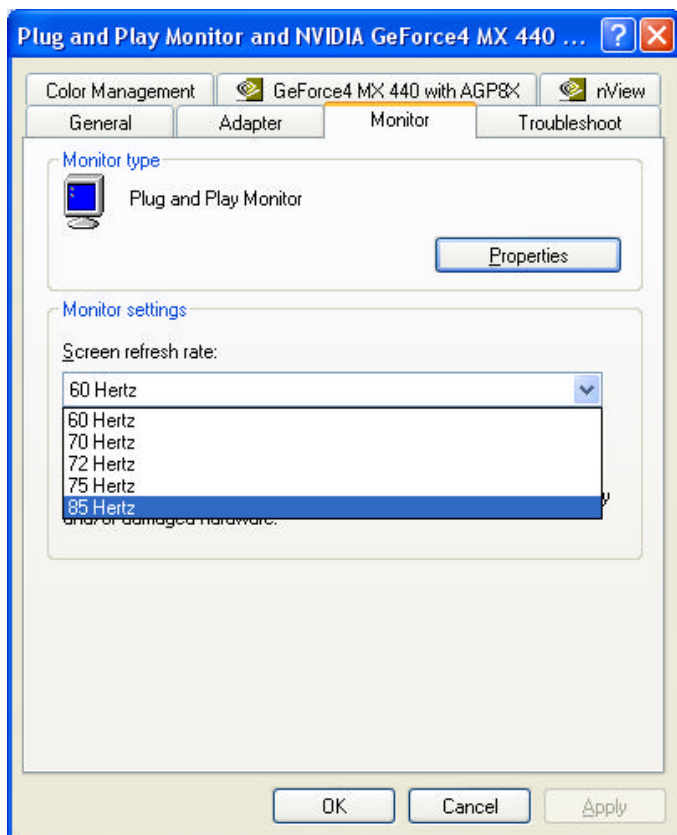 Plug and Play Monitor and NVIDIA GeForce4 MX 440 ...
Color Management
GeForce4 MX 440 with AGP8X
nView
General
Adapter
Monitor
Troubleshoot
Monitor type
Plug and Play Monitor
Properties
Monitor settings
Screen refresh rate:
60 Hertz
60 Hertz
70 Hertz
72 Hertz
75 Hertz
85 Hertz
and/or damaged hardware.
OK
Cancel
Apply